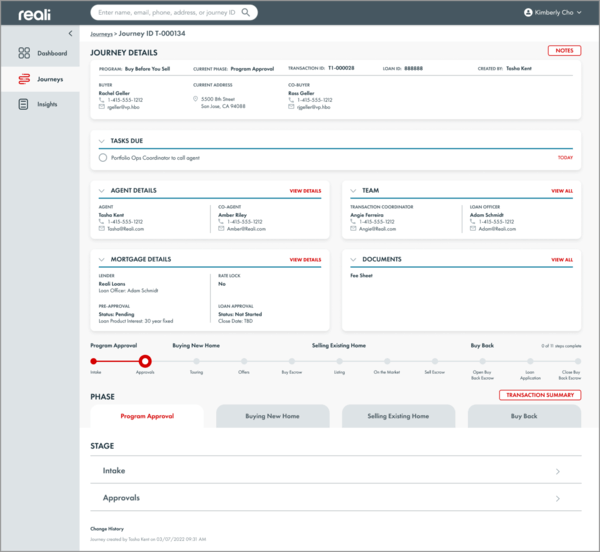 reali
Enter name, email, phone, address, or journey ID
Kimberly Cho
Dashboard
Journeys
Insights
Journeys > Journey ID T-000134
JOURNEY DETAILS
NOTES
PROGRAM: Buy Before You Sell
CURRENT PHASE: Program Approval
TRANSACTION ID: T1-000028
LOAN ID: 888888
CREATED BY: Tasha Kent
BUYER
Rachel Geller
1-415-555-1212
rgeller@vp.hbo
CURRENT ADDRESS
5500 8th Street
San Jose, CA 94088
CO-BUYER
Ross Geller
1-415-555-1212
rjgeller@vp.hbo
TASKS DUE
Portfolio Ops Coordinator to call agent
TODAY
AGENT DETAILS
VIEW DETAILS
AGENT
Tasha Kent
1-415-555-1212
Tasha@Reali.com
CO-AGENT
Amber Riley
1-415-555-1212
Amber@Reali.com
TEAM
VIEW ALL
TRANSACTION COORDINATOR
Angie Ferreira
1-415-555-1212
Angie@Reali.com
LOAN OFFICER
Adam Schmidt
1-415-555-1212
Adam@Reali.com
MORTGAGE DETAILS
VIEW DETAILS
LENDER
Reali Loans
Loan Officer: Adam Schmidt
RATE LOCK
No
PRE-APPROVAL
Status: Pending
Loan Product Interest: 30 year fixed
LOAN APPROVAL
Status: Not Started
Close Date: TBD
DOCUMENTS
VIEW ALL
Fee Sheet
Program Approval
Buying New Home
Selling Existing Home
Buy Back
0 of 11 steps complete
Intake
Approvals
Touring
Offers
Buy Escrow
Listing
On the Market
Sell Escrow
Open Buy
Back Escrow
Loan
Application
Close Buy
Back Escrow
PHASE
TRANSACTION SUMMARY
Program Approval
Buying New Home
Selling Existing Home
Buy Back
STAGE
Intake
Approvals
Change History
Journey created by Tasha Kent on 02/07/2022 09:31 AM